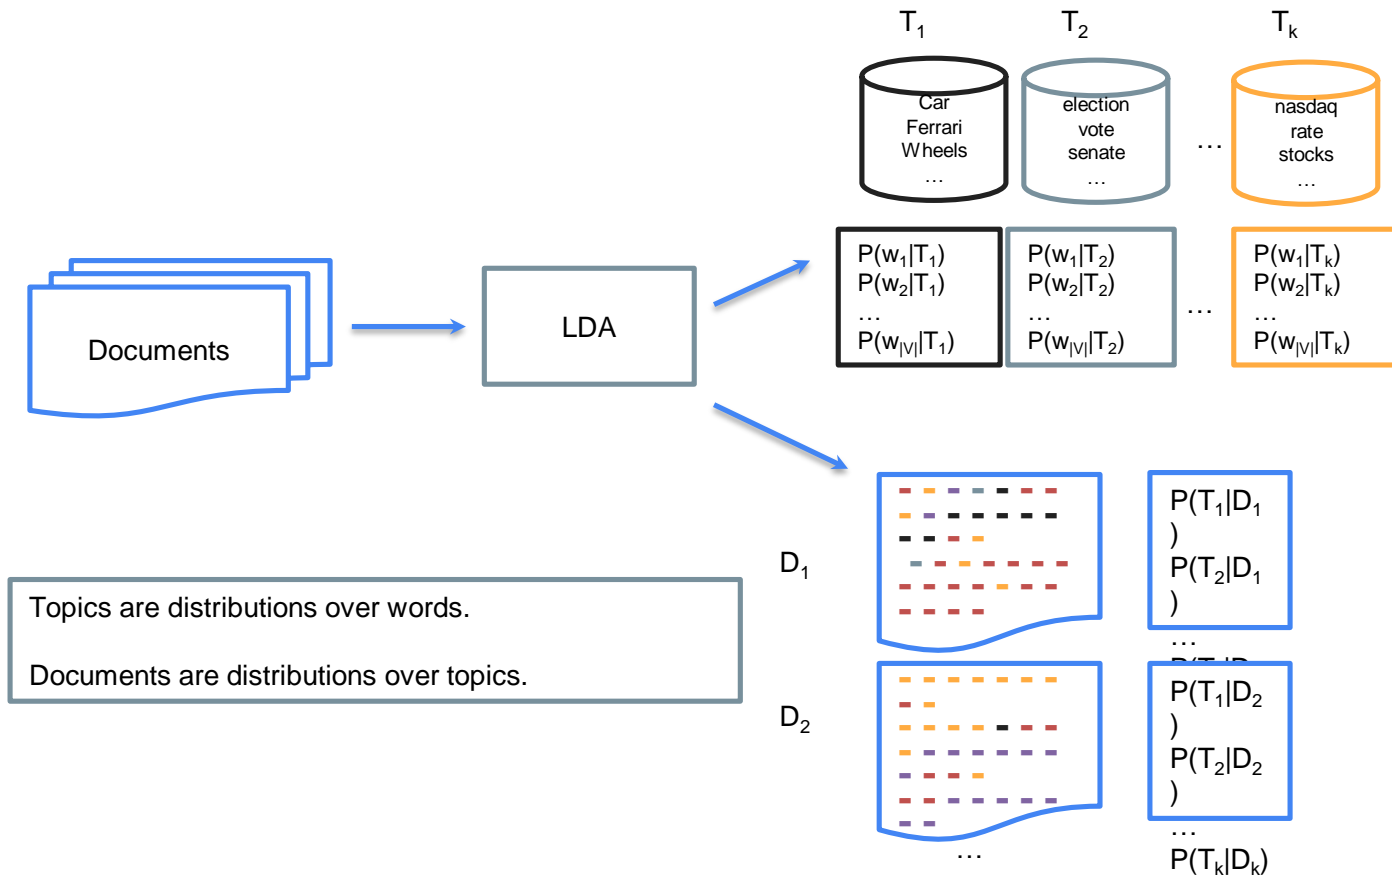 T1
T2
Tk
Car
Ferrari
Wheels
…
election
vote
senate
…
…
nasdaq
rate
stocks
…
Documents
LDA
P(w1|T1)
P(w2|T1)
…
P(w|V||T1)
P(w1|T2)
P(w2|T2)
…
P(w|V||T2)
…
P(w1|Tk)
P(w2|Tk)
…
P(w|V||Tk)
Topics are distributions over words.
Documents are distributions over topics.
D1
P(T1|D1
)
P(T2|D1
)
…
D2
P(T1|D2
)
P(T2|D2
)
…
P(Tk|Dk)
…